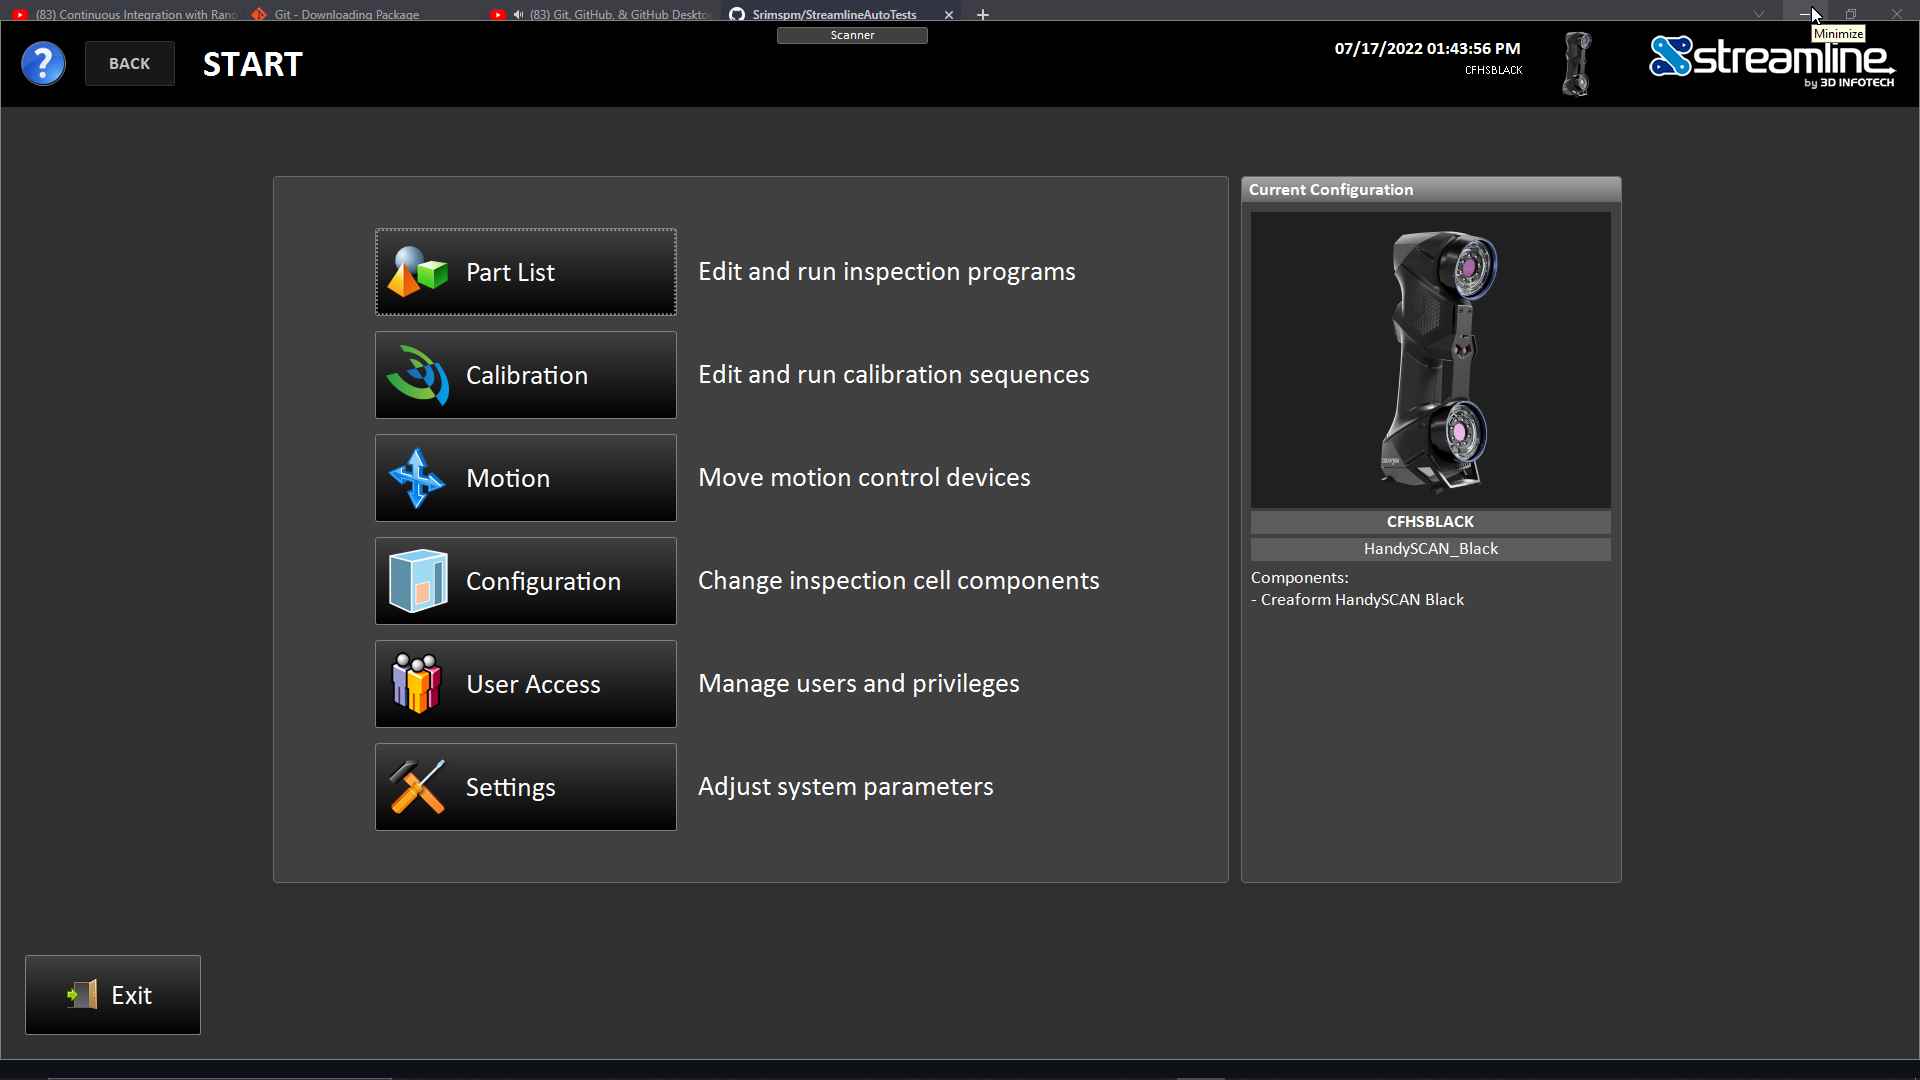 (83) Continuous Integration with Rano
Git - Downloading Package
(83) Git, GitHub, & GitHub Deskto
Srimspm/StreamlineAutoTests
Scanner
Minimize
?
BACK
START
07/17/2022 01:43:56 PM
CFHSBLACK
streamline
by 3D INFOTECH
Current Configuration
Part List
Edit and run inspection programs
Calibration
Edit and run calibration sequences
Motion
Move motion control devices
Configuration
Change inspection cell components
User Access
Manage users and privileges
Settings
Adjust system parameters
CFHSBLACK
HandySCAN_Black
Components:
- Creaform HandySCAN Black
Exit